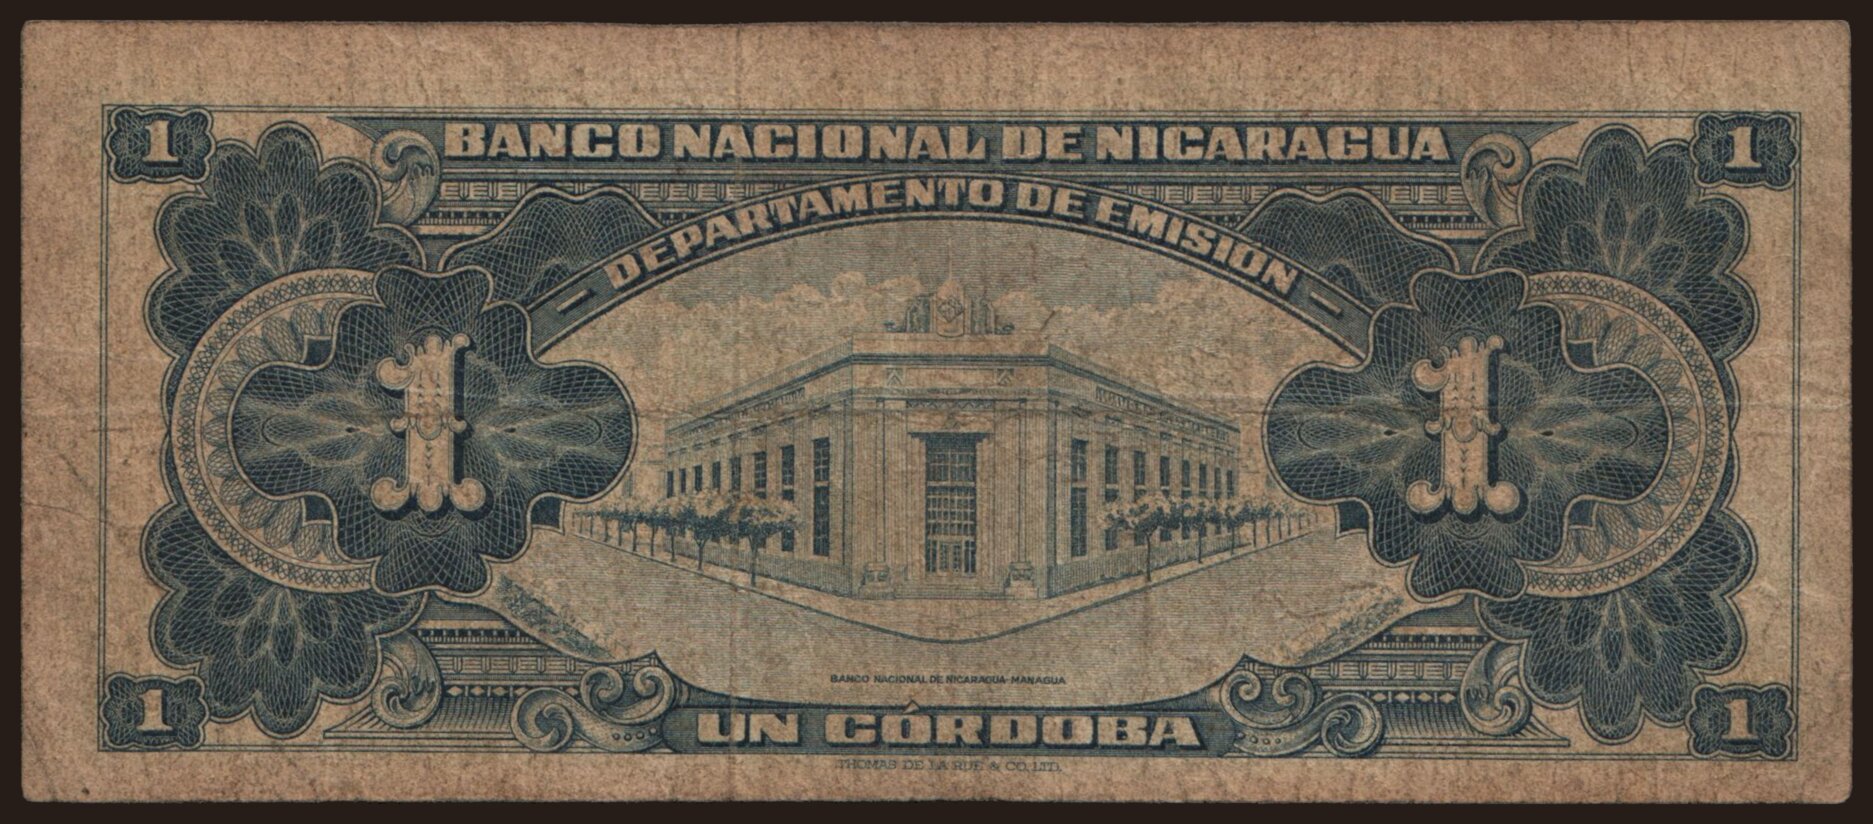 1 BANCO NACIONAL DE NICARAGUA 1
- DEPARTAMENTO DE EMISIÓN -
1 1
BANCO NACIONAL DE NICARAGUA-MANAGUA
1 UN CÓRDOBA 1
THOMAS DE LA RUE & CO. LTD.